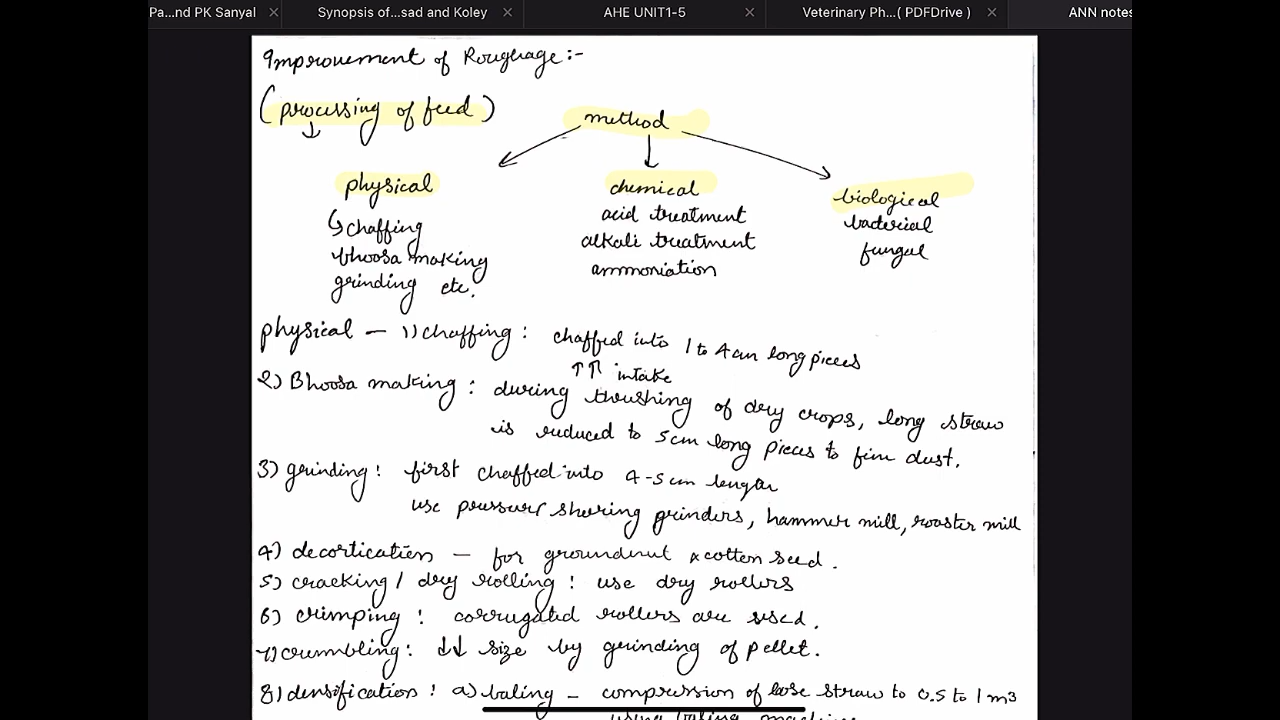 Pa...nd PK Sanyal
Synopsis of...sad and Koley
AHE UNIT1-5
Veterinary Ph...( PDFDrive )
ANN notes
Improvement of Roughage:-
(processing of feed)
method
physical
chaffing
bhoosa making
grinding etc.
chemical
acid treatment
alkali treatment
ammoniation
biological
bacterial
fungal
physical — 1) chaffing : chaffed into 1 to 4 cm long pieces
↑↑ intake
2) Bhoosa making : during threshing of dry crops, long straw
is reduced to 5cm long pieces to fine dust.
3) grinding : first chaffed into 4-5 cm length
use pressure shearing grinders, hammer mill, rooster mill
4) decortication — for groundnut & cotton seed.
5) cracking / dry rolling : use dry rollers
6) crimping : corrugated rollers are used.
7) crumbling : ↓↓ size by grinding of pellet.
8) densification : a) baling - compression of lose straw to 0.5 to 1 m3
using baling machine